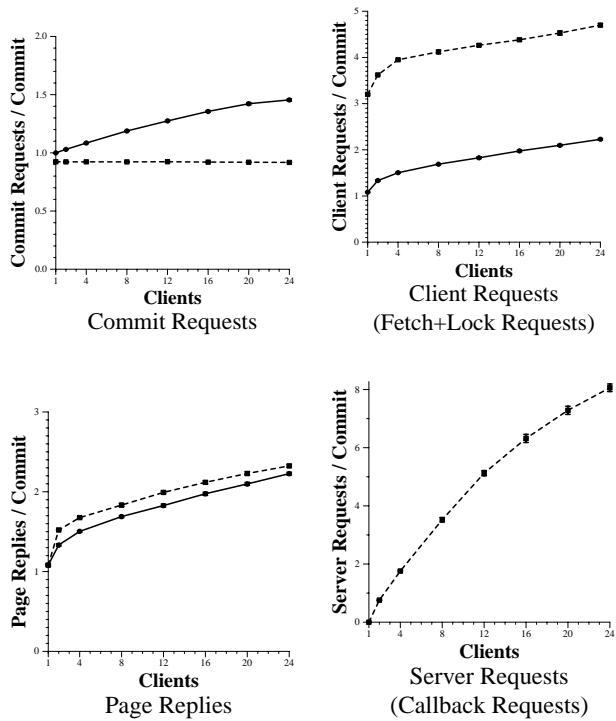 Commit Requests / Commit
2.0
1.5
1.0
0.5
0.0
1 4 8 12 16 20 24
Clients
Commit Requests
Client Requests / Commit
5
4
3
2
1
0
1 4 8 12 16 20 24
Clients
Client Requests
(Fetch+Lock Requests)
Page Replies / Commit
3
2
1
0
1 4 8 12 16 20 24
Clients
Page Replies
Server Requests / Commit
8
6
4
2
0
1 4 8 12 16 20 24
Clients
Server Requests
(Callback Requests)